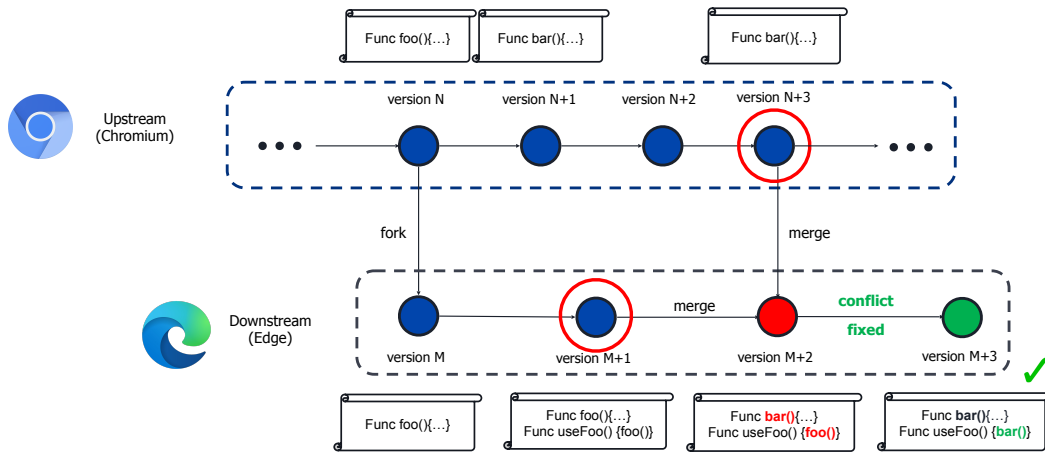 Func foo(){…}
Func bar(){…}
Func bar(){…}
version N
version N+1
version N+2
version N+3
Upstream
(Chromium)
fork
merge
Downstream
(Edge)
merge
conflict
fixed
version M
version M+1
version M+2
version M+3
Func foo(){…}
Func foo(){…}
Func useFoo() {foo()}
Func bar(){…}
Func useFoo() {foo()}
Func bar(){…}
Func useFoo() {bar()}